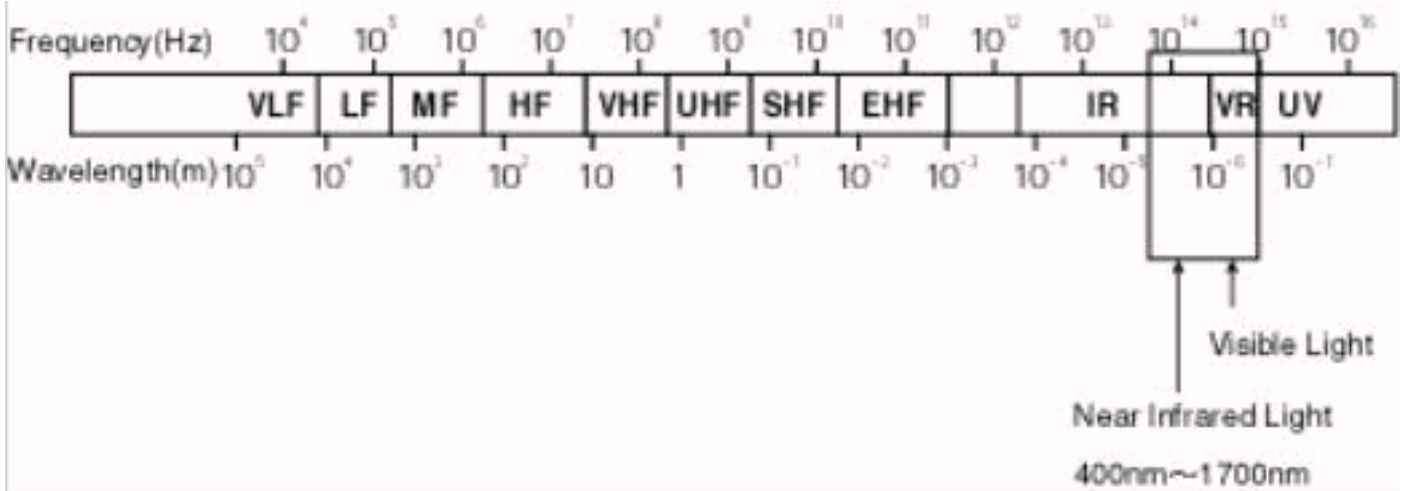 Frequency(Hz) 10⁴ 10⁵ 10⁶ 10⁷ 10⁸ 10⁹ 10¹⁰ 10¹¹ 10¹² 10¹³ 10¹⁴ 10¹⁵ 10¹⁶
VLF LF MF HF VHF UHF SHF EHF IR VR UV
Wavelength(m) 10⁵ 10⁴ 10³ 10² 10 1 10⁻¹ 10⁻² 10⁻³ 10⁻⁴ 10⁻⁵ 10⁻⁶ 10⁻⁷
Visible Light
Near Infrared Light
400nm～1700nm